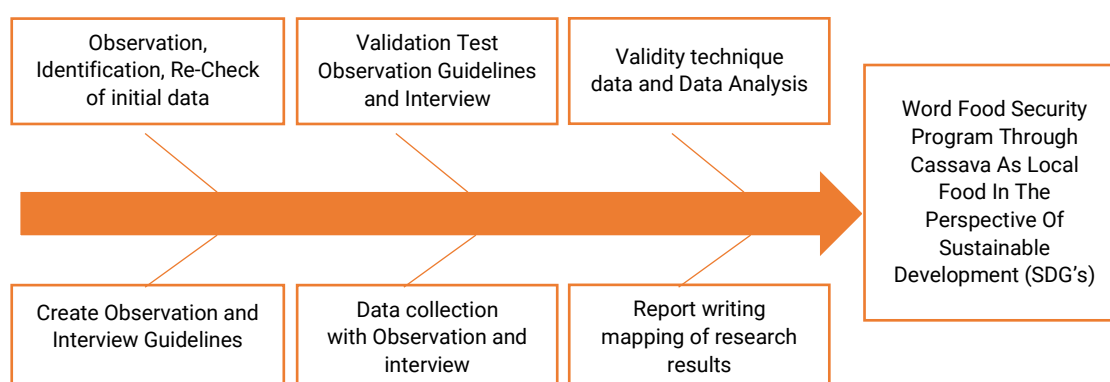 Observation,
Identification, Re-Check
of initial data
Validation Test
Observation Guidelines
and Interview
Validity technique
data and Data Analysis
Word Food Security
Program Through
Cassava As Local
Food In The
Perspective Of
Sustainable
Development (SDG's)
Create Observation and
Interview Guidelines
Data collection
with Observation and
interview
Report writing
mapping of research
results